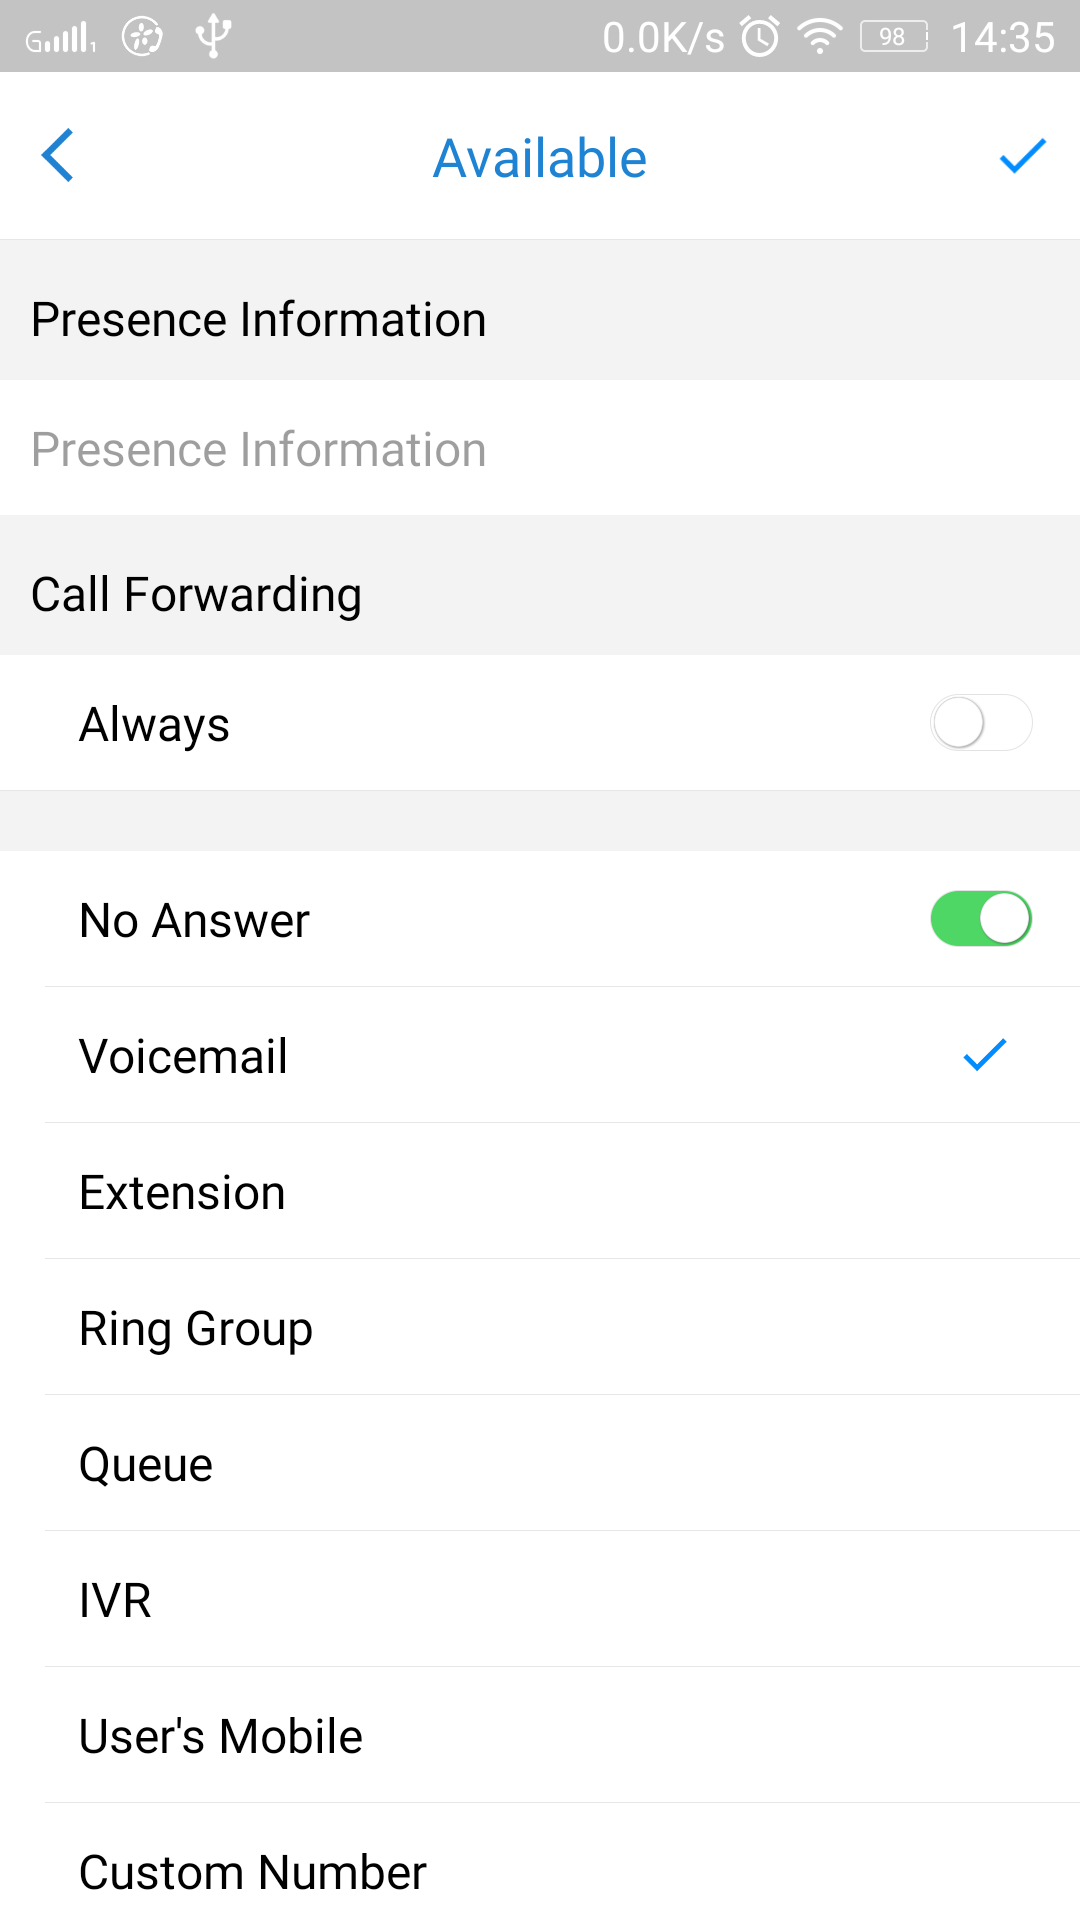 G 1 0.0K/s 98 14:35
Available
Presence Information
Presence Information
Call Forwarding
Always
No Answer
Voicemail
Extension
Ring Group
Queue
IVR
User's Mobile
Custom Number